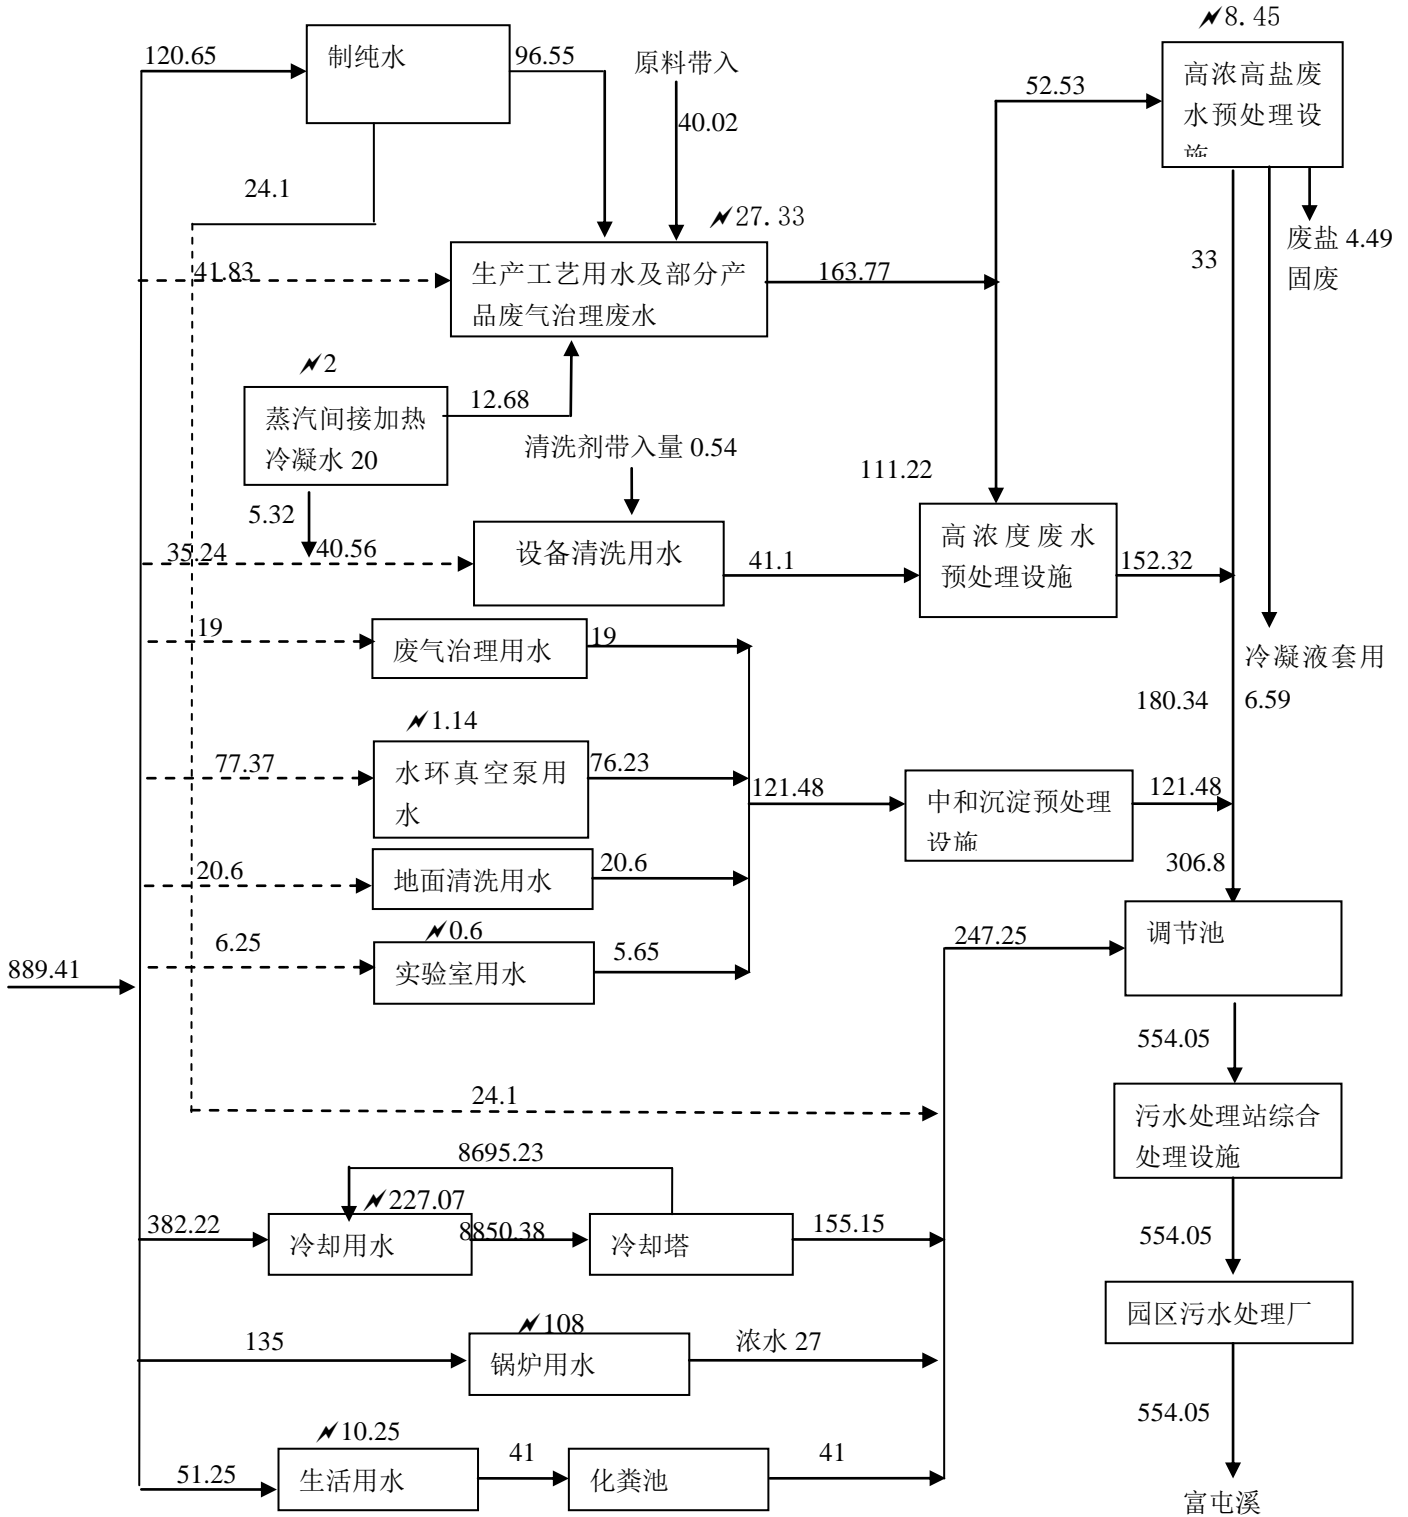 8.45
120.65
制纯水
96.55
原料带入
40.02
52.53
高浓高盐废
水预处理设
施
24.1
27.33
废盐 4.49
固废
33
41.83
生产工艺用水及部分产
品废气治理废水
163.77
2
蒸汽间接加热
冷凝水 20
12.68
清洗剂带入量 0.54
111.22
5.32
35.24
40.56
设备清洗用水
41.1
高浓度废水
预处理设施
152.32
19
废气治理用水
19
冷凝液套用
6.59
180.34
1.14
77.37
水环真空泵用
水
76.23
121.48
中和沉淀预处理
设施
121.48
20.6
地面清洗用水
20.6
306.8
0.6
6.25
实验室用水
5.65
247.25
调节池
889.41
554.05
24.1
污水处理站综合
处理设施
8695.23
227.07
382.22
冷却用水
8850.38
冷却塔
155.15
554.05
108
135
锅炉用水
浓水 27
园区污水处理厂
554.05
10.25
51.25
生活用水
41
化粪池
41
富屯溪